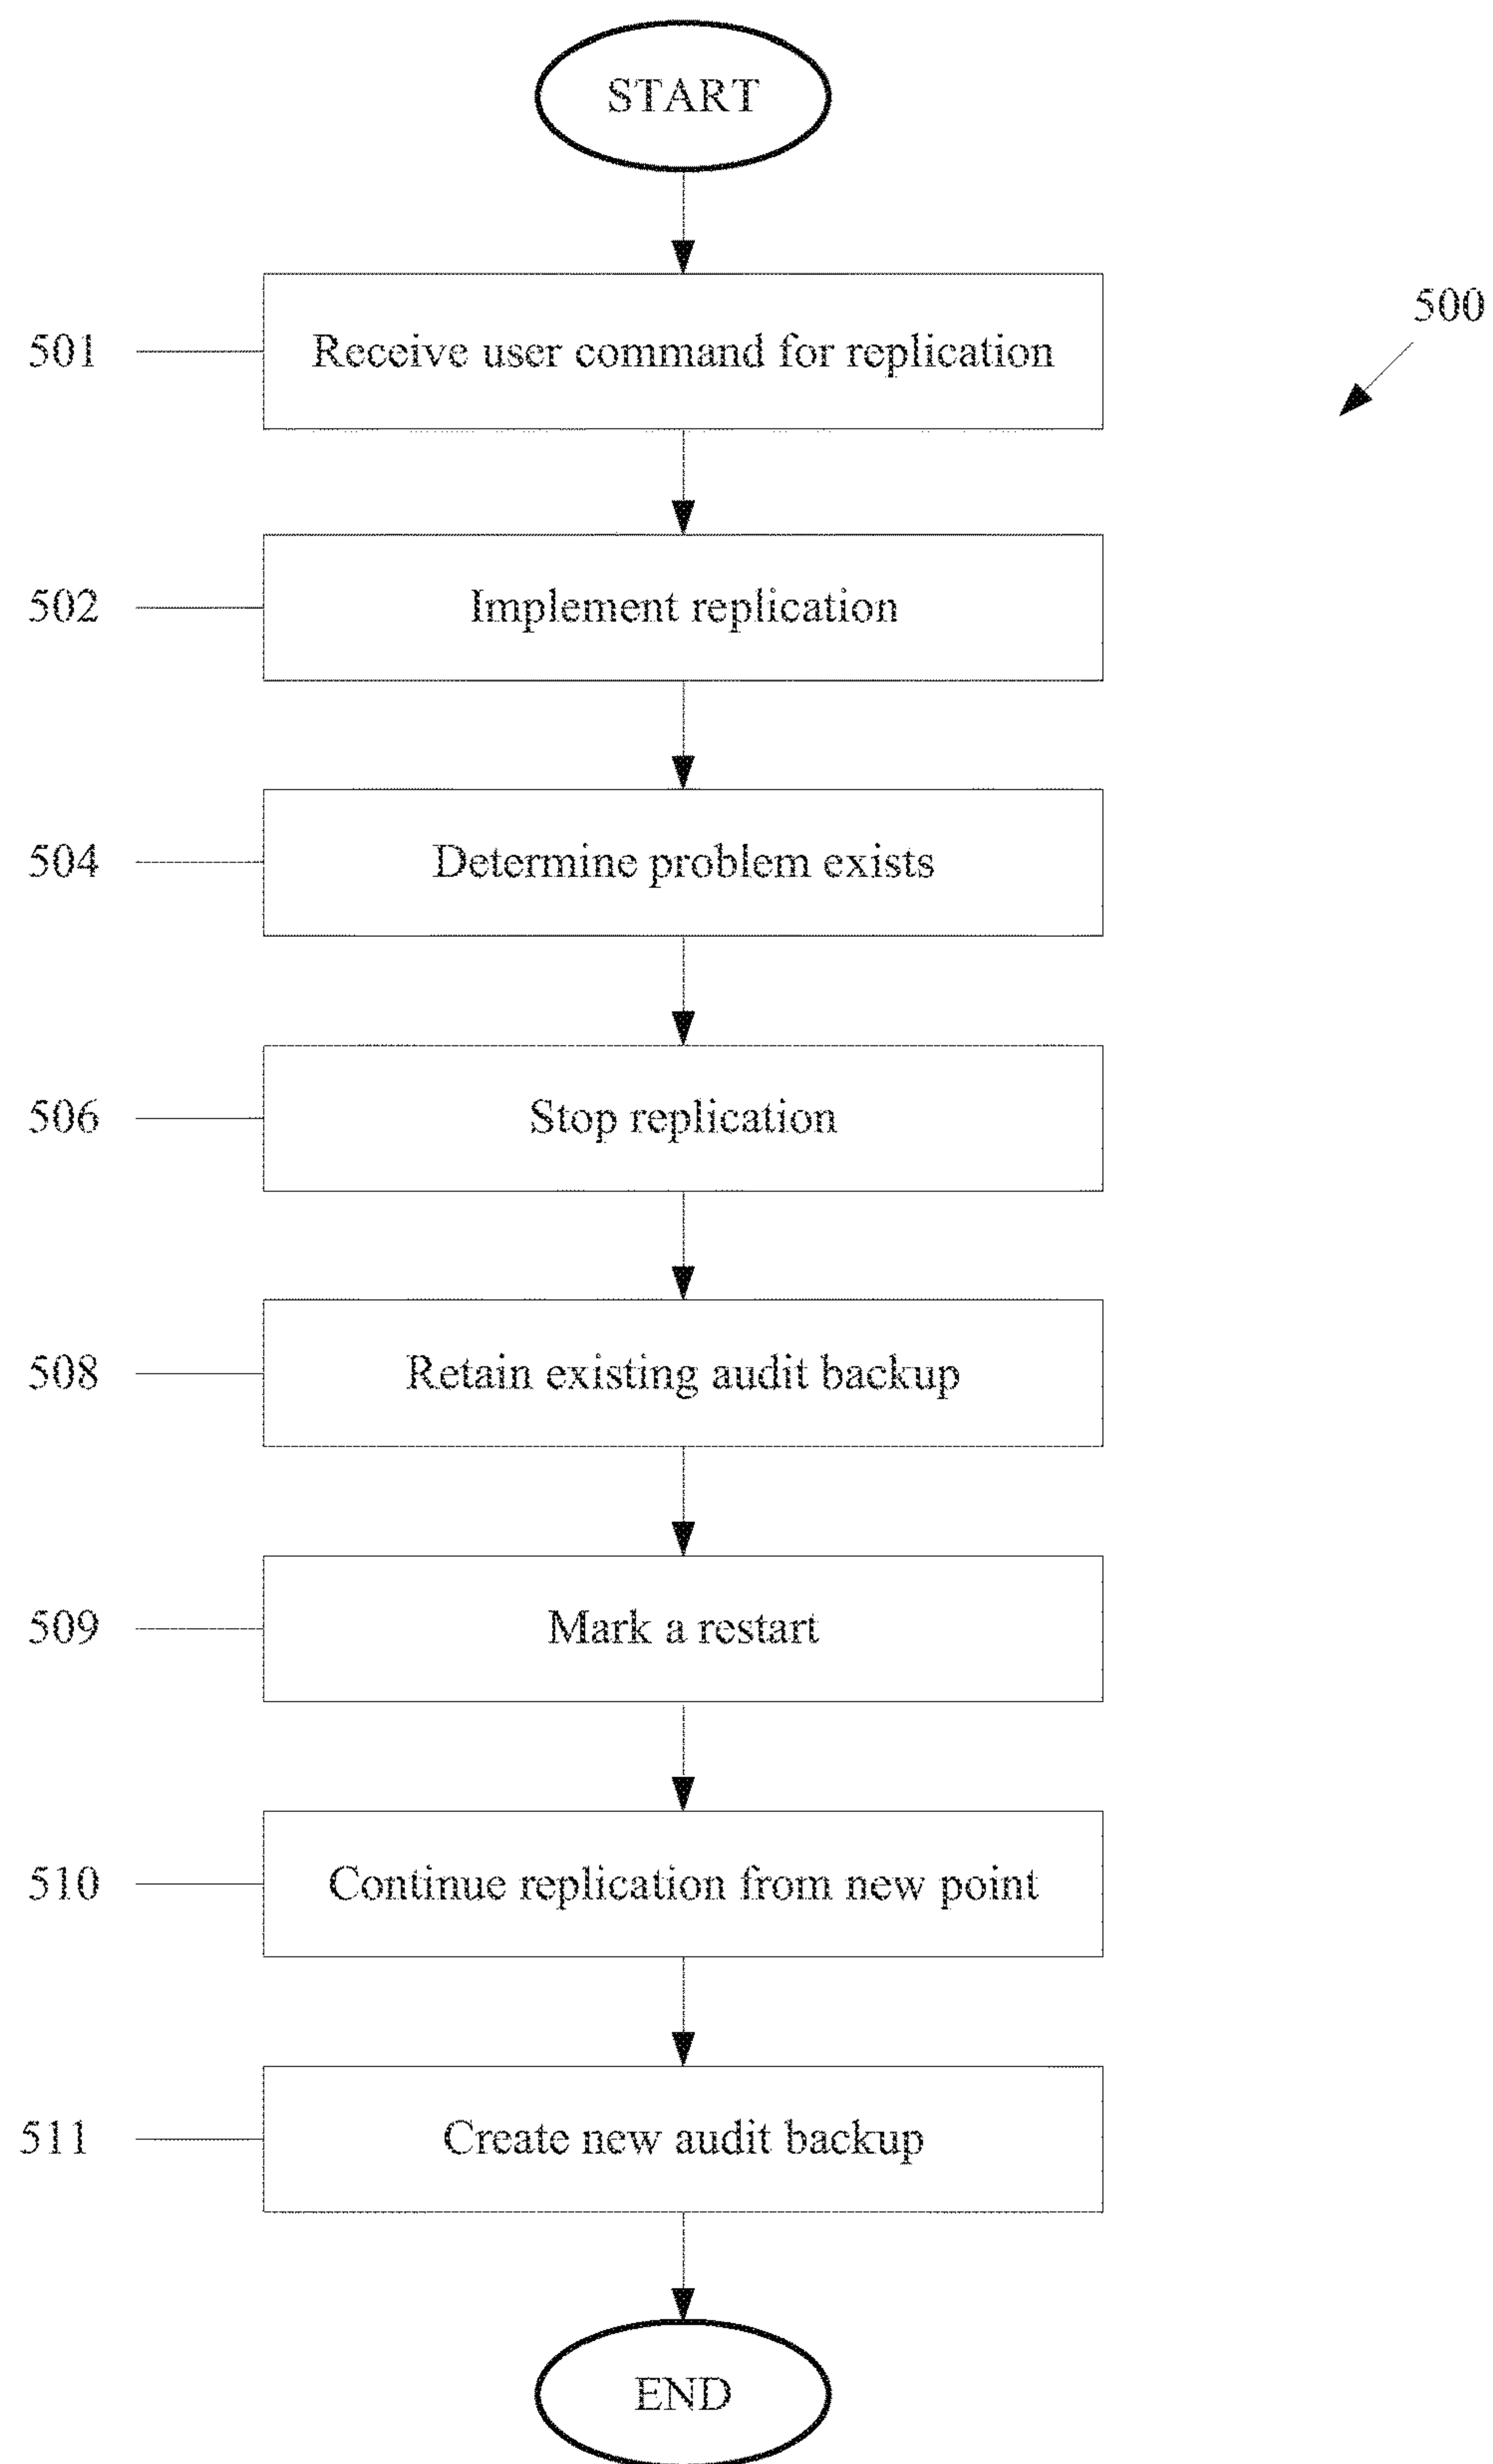 START
500
501 Receive user command for replication
502 Implement replication
504 Determine problem exists
506 Stop replication
508 Retain existing audit backup
509 Mark a restart
510 Continue replication from new point
511 Create new audit backup
END